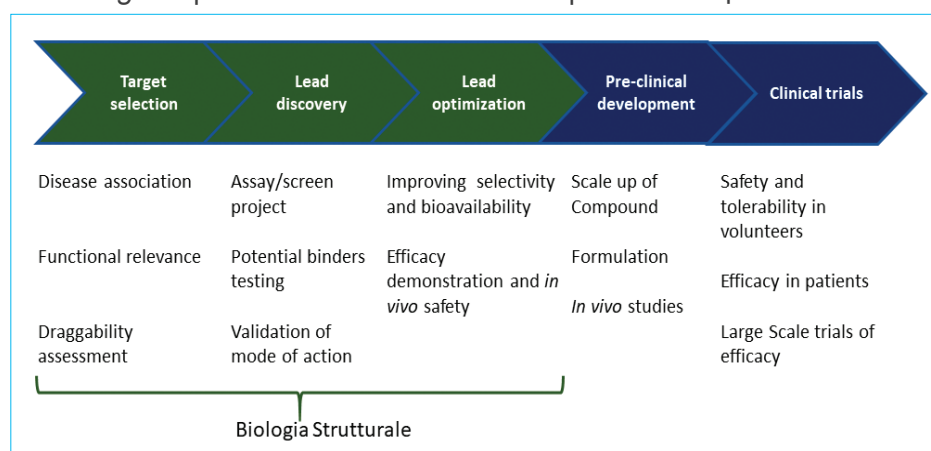 Target
selection
Lead
discovery
Lead
optimization
Pre-clinical
development
Clinical trials
Disease association
Functional relevance
Draggability
assessment
Assay/screen
project
Potential binders
testing
Validation of
mode of action
Improving selectivity
and bioavailability
Efficacy
demonstration and in
vivo safety
Scale up of
Compound
Formulation
In vivo studies
Safety and
tolerability in
volunteers
Efficacy in patients
Large Scale trials of
efficacy
Biologia Strutturale